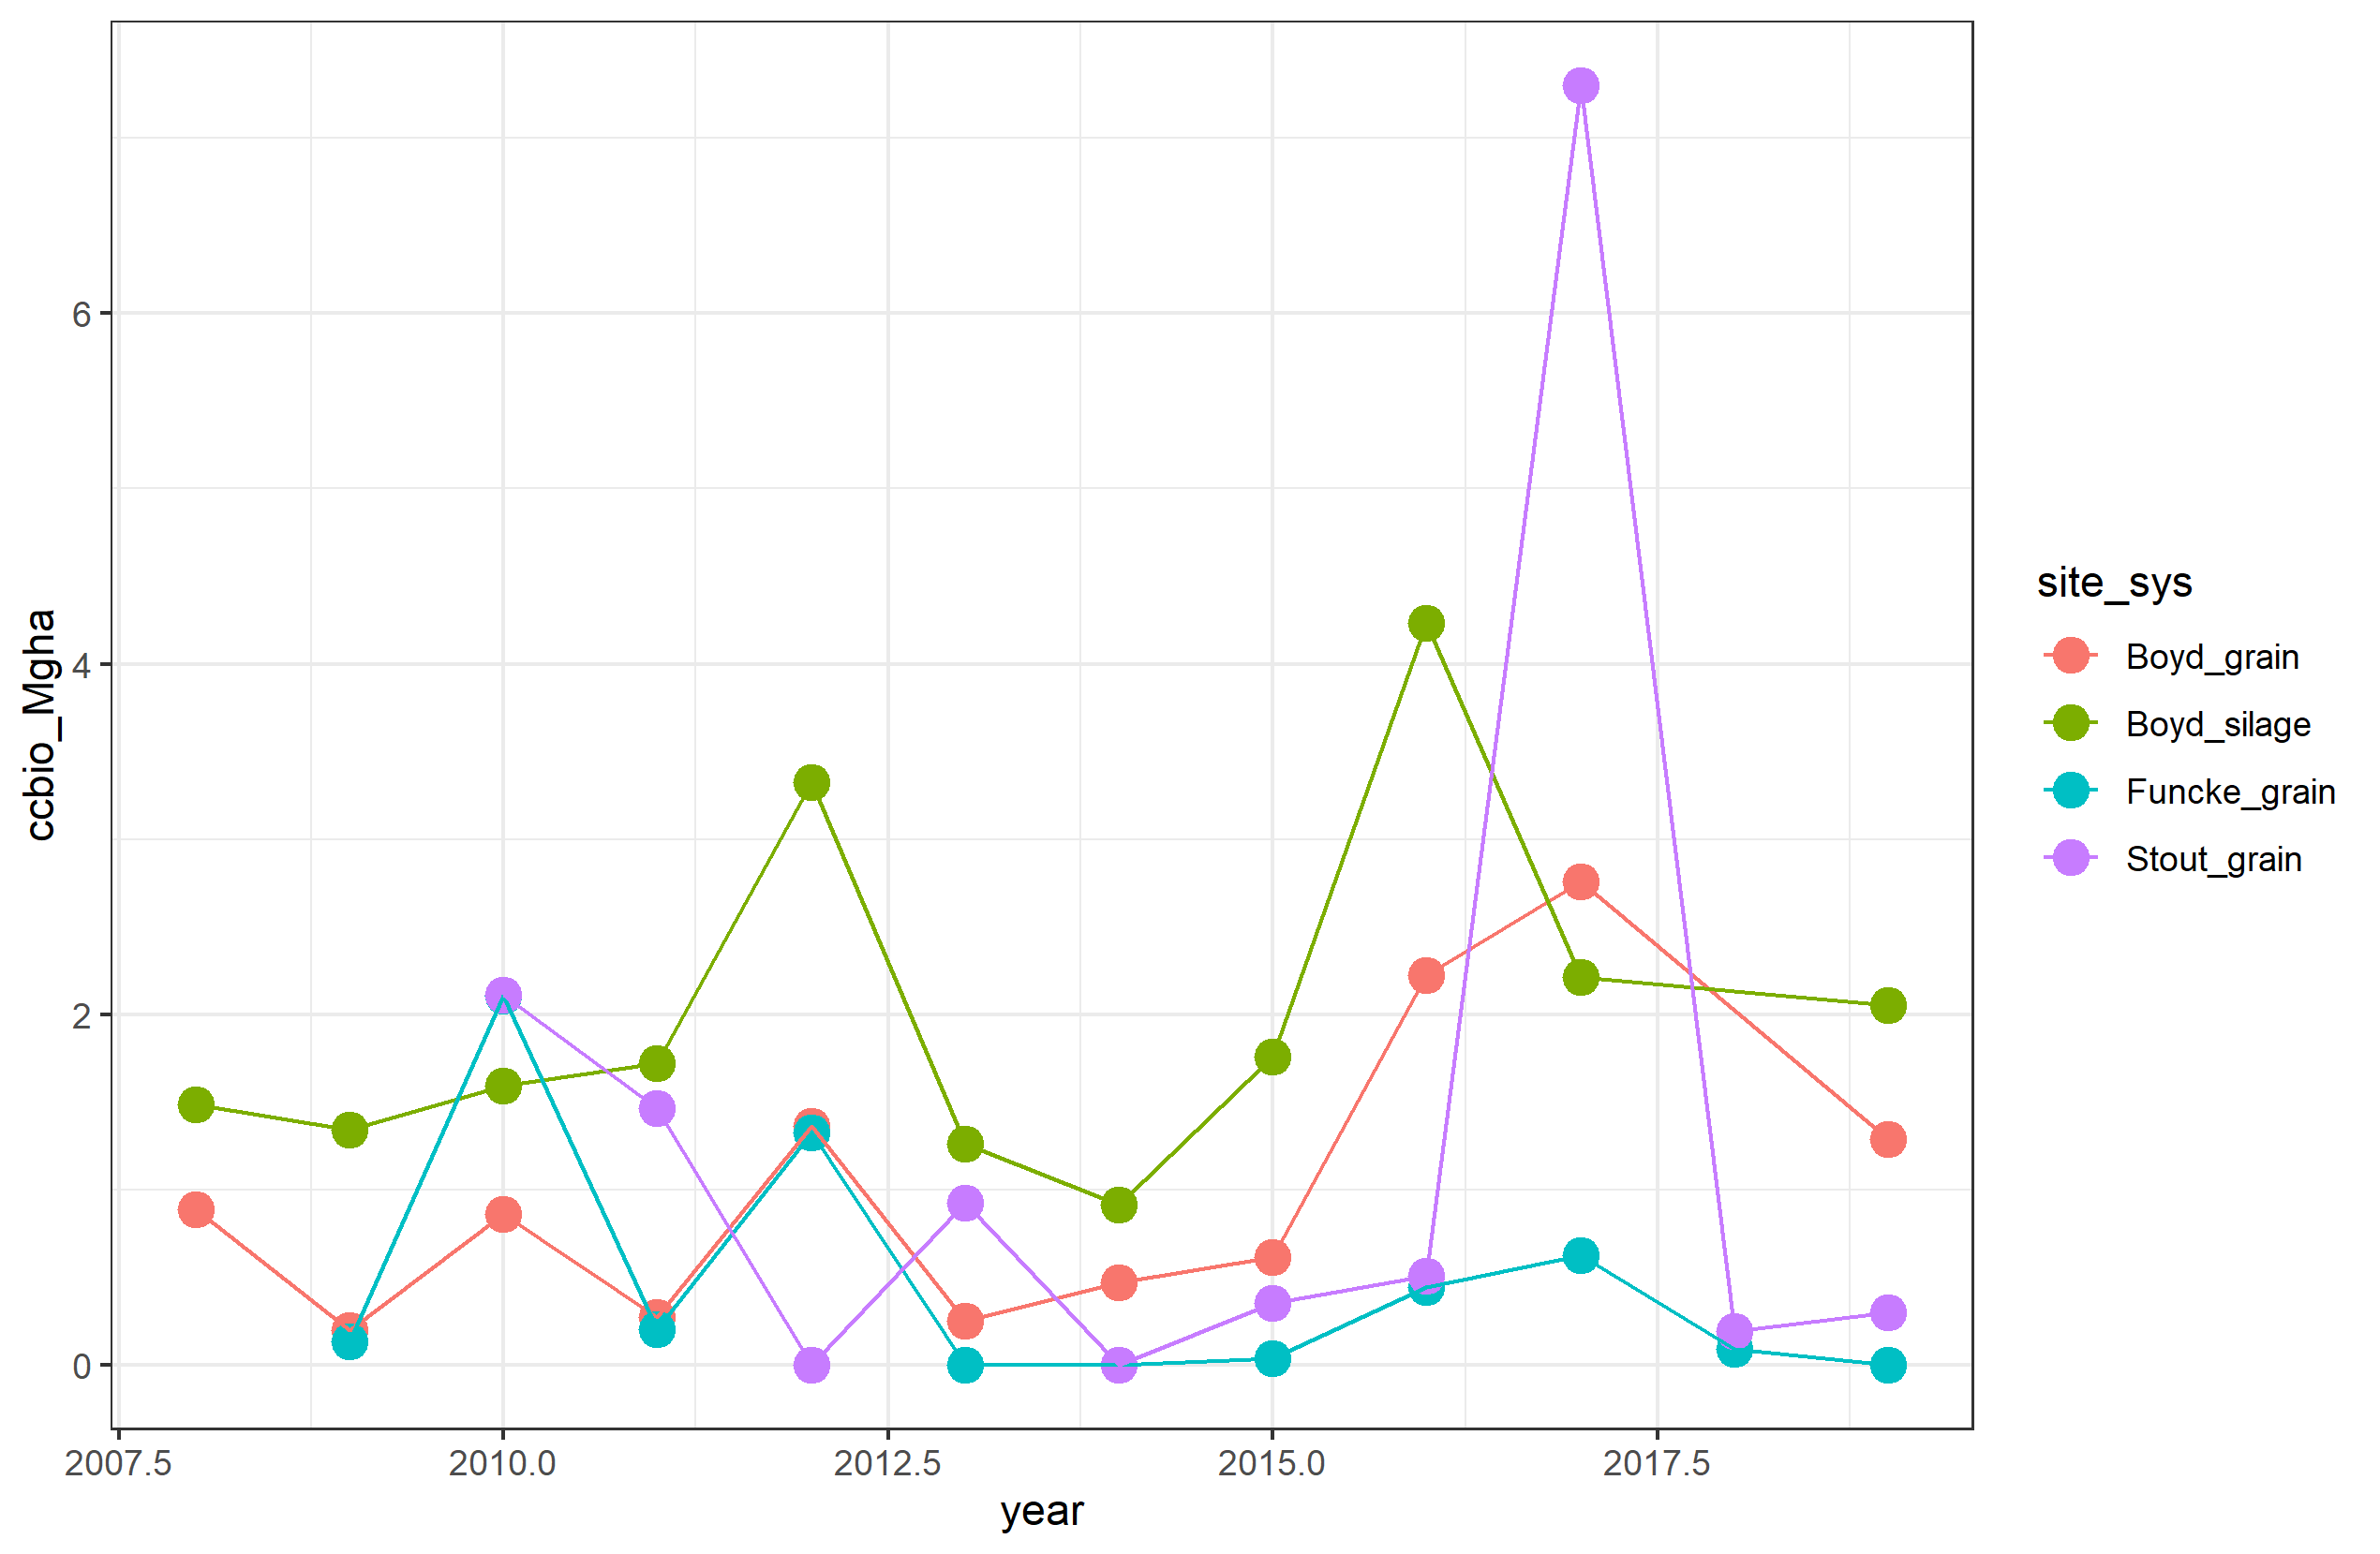 ccbio_Mgha
6
4
2
0
2007.5 2010.0 2012.5 2015.0 2017.5
year
site_sys
Boyd_grain
Boyd_silage
Funcke_grain
Stout_grain